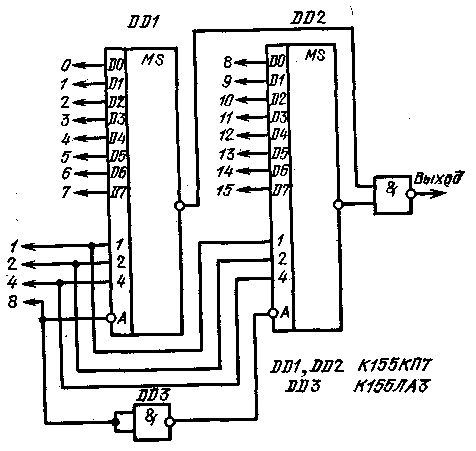 DD1 DD2
MS MS
0 D0 8 D0
1 D1 9 D1
2 D2 10 D2
3 D3 11 D3
4 D4 12 D4
5 D5 13 D5
6 D6 14 D6
7 D7 15 D7
& Выход
1 1 1
2 2 2
4 4 4
8
A A
DD1, DD2 К155КП7
DD3 К155ЛА3
DD3
&